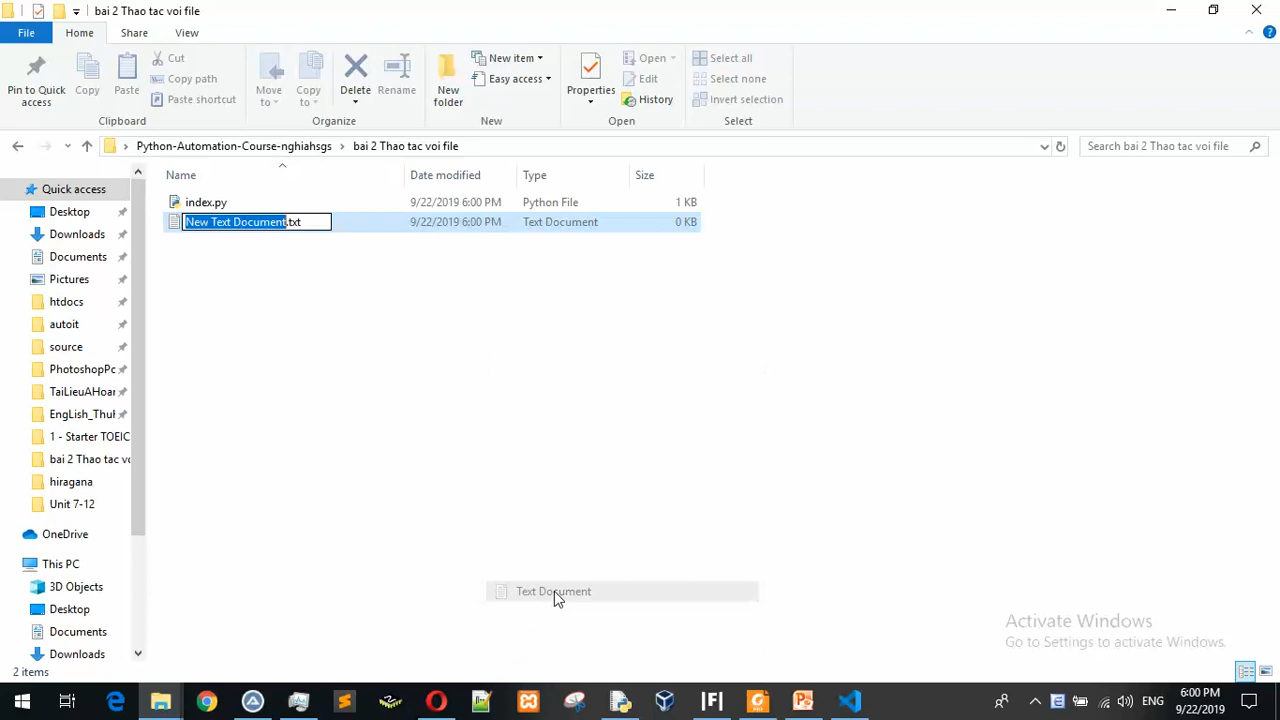 bai 2 Thao tac voi file
File Home Share View
Pin to Quick access
Copy
Paste
Cut
Copy path
Paste shortcut
Clipboard
Move to
Copy to
Delete
Rename
Organize
New folder
New item
Easy access
New
Properties
Open
Edit
History
Open
Select all
Select none
Invert selection
Select
Python-Automation-Course-nghiahsgs bai 2 Thao tac voi file
Search bai 2 Thao tac voi file
Name Date modified Type Size
index.py 9/22/2019 6:00 PM Python File 1 KB
New Text Document.txt 9/22/2019 6:00 PM Text Document 0 KB
Quick access
Desktop
Downloads
Documents
Pictures
htdocs
autoit
source
PhotoshopPc
TaiLieuAHoar
EngLish_Thuh
1 - Starter TOEIC
bai 2 Thao tac vo
hiragana
Unit 7-12
OneDrive
This PC
3D Objects
Desktop
Documents
Downloads
Text Document
Activate Windows
Go to Settings to activate Windows.
2 items
ENG
6:00 PM
9/22/2019